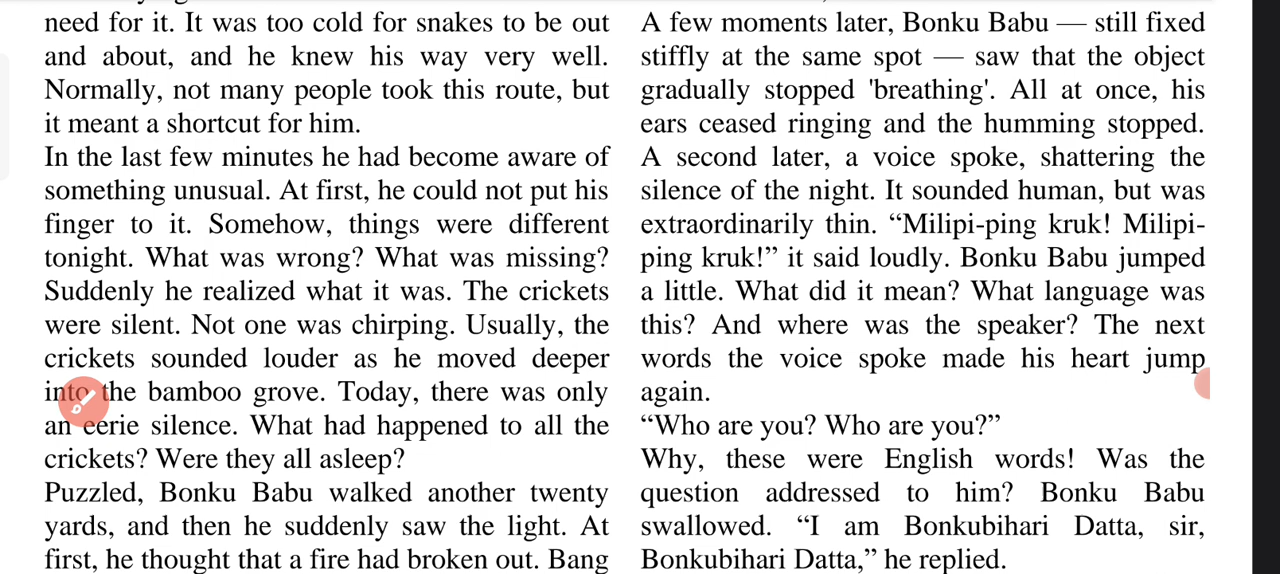 need for it. It was too cold for snakes to be out
and about, and he knew his way very well.
Normally, not many people took this route, but
it meant a shortcut for him.
In the last few minutes he had become aware of
something unusual. At first, he could not put his
finger to it. Somehow, things were different
tonight. What was wrong? What was missing?
Suddenly he realized what it was. The crickets
were silent. Not one was chirping. Usually, the
crickets sounded louder as he moved deeper
into the bamboo grove. Today, there was only
an eerie silence. What had happened to all the
crickets? Were they all asleep?
Puzzled, Bonku Babu walked another twenty
yards, and then he suddenly saw the light. At
first, he thought that a fire had broken out. Bang
A few moments later, Bonku Babu — still fixed
stiffly at the same spot — saw that the object
gradually stopped 'breathing'. All at once, his
ears ceased ringing and the humming stopped.
A second later, a voice spoke, shattering the
silence of the night. It sounded human, but was
extraordinarily thin. “Milipi-ping kruk! Milipi-
ping kruk!” it said loudly. Bonku Babu jumped
a little. What did it mean? What language was
this? And where was the speaker? The next
words the voice spoke made his heart jump
again.
“Who are you? Who are you?”
Why, these were English words! Was the
question addressed to him? Bonku Babu
swallowed. “I am Bonkubihari Datta, sir,
Bonkubihari Datta,” he replied.